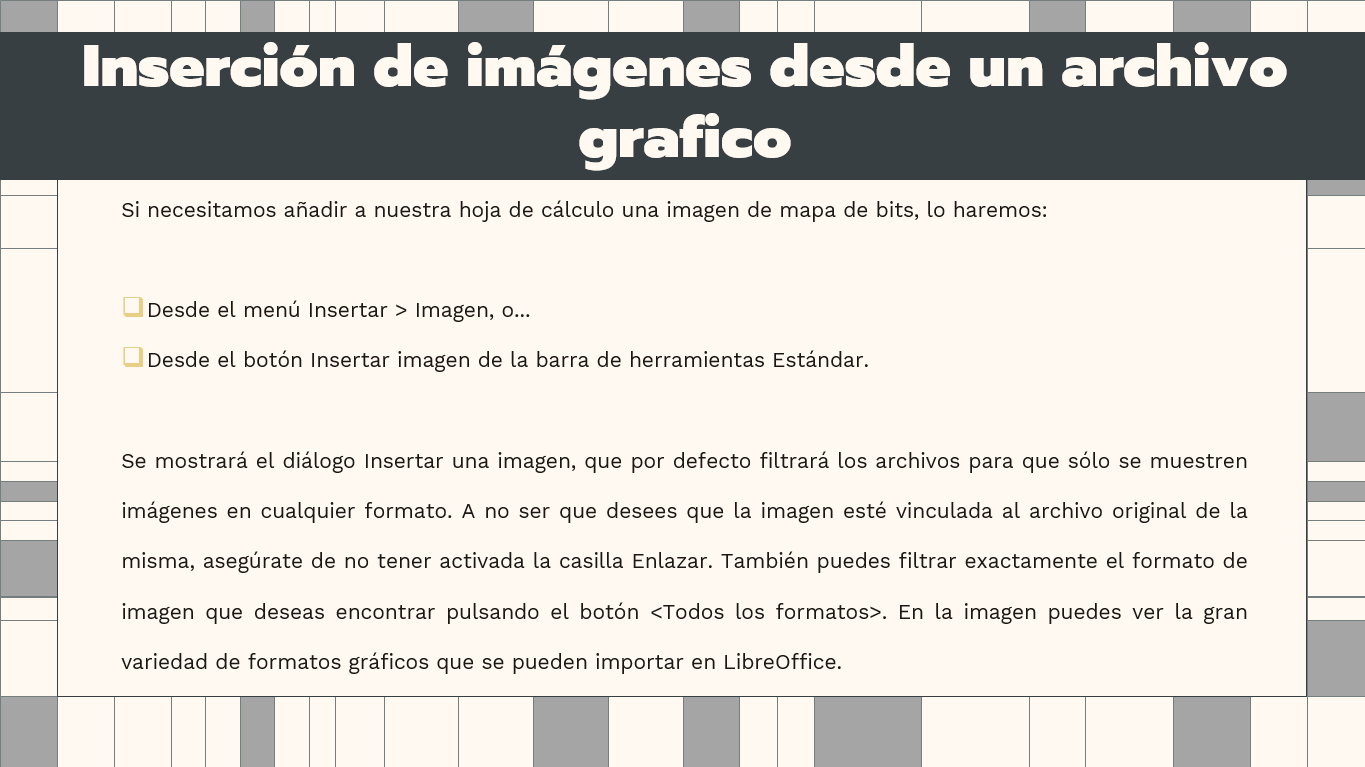 Inserción de imágenes desde un archivo
grafico
Si necesitamos añadir a nuestra hoja de cálculo una imagen de mapa de bits, lo haremos:
❑Desde el menú Insertar > Imagen, o...
❑Desde el botón Insertar imagen de la barra de herramientas Estándar.
Se mostrará el diálogo Insertar una imagen, que por defecto filtrará los archivos para que sólo se muestren
imágenes en cualquier formato. A no ser que desees que la imagen esté vinculada al archivo original de la
misma, asegúrate de no tener activada la casilla Enlazar. También puedes filtrar exactamente el formato de
imagen que deseas encontrar pulsando el botón <Todos los formatos>. En la imagen puedes ver la gran
variedad de formatos gráficos que se pueden importar en LibreOffice.